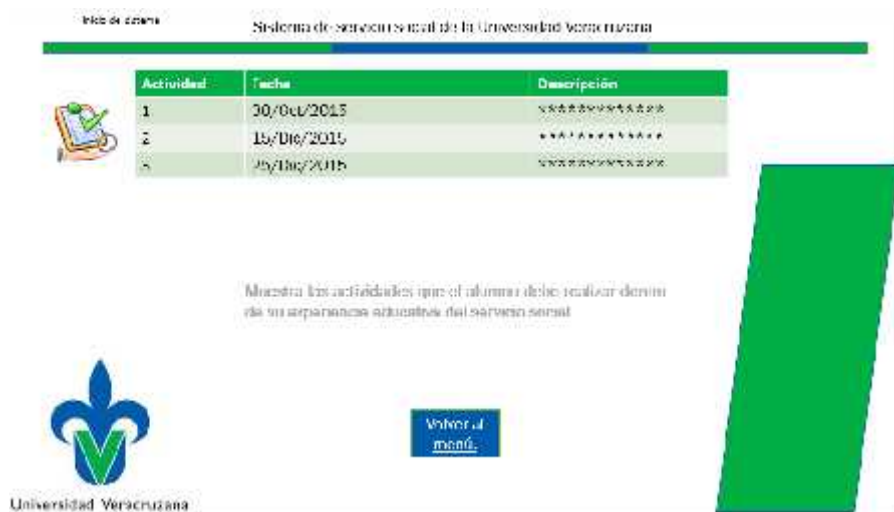 Inicio de sistema
Sistema de servicio social de la Universidad Veracruzana
Actividad Fecha Descripción
1 30/Oct/2015 *************
2 15/Dic/2015 *************
3 25/Dic/2015 *************
Muestra las actividades que el alumno debe realizar dentro
de su experiencia educativa del servicio social
Volver al
menú.
Universidad Veracruzana